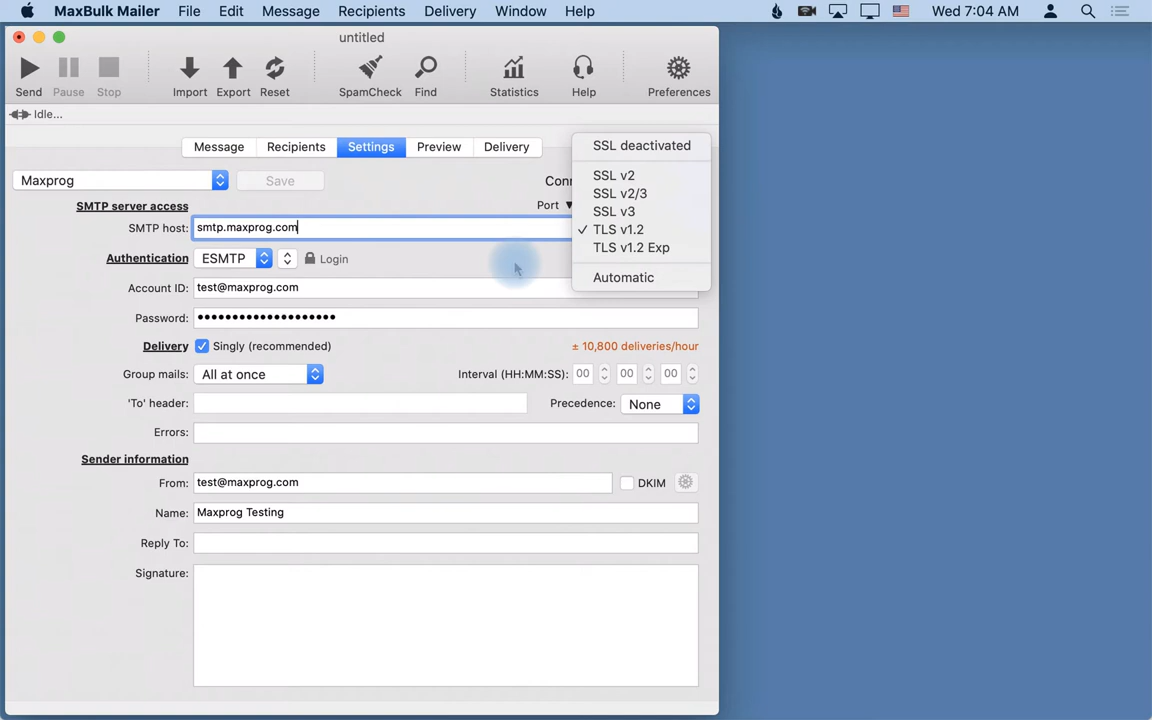 MaxBulk Mailer File Edit Message Recipients Delivery Window Help Wed 7:04 AM
untitled
Send Pause Stop Import Export Reset SpamCheck Find Statistics Help Preferences
Idle...
Message Recipients Settings Preview Delivery
SSL deactivated
SSL v2
SSL v2/3
SSL v3
✓ TLS v1.2
TLS v1.2 Exp
Automatic
Maxprog Save Conn
SMTP server access Port ▼
SMTP host: smtp.maxprog.com
Authentication ESMTP Login
Account ID: test@maxprog.com
Password: ••••••••••••••••••••
Delivery Singly (recommended) ± 10,800 deliveries/hour
Group mails: All at once Interval (HH:MM:SS): 00 00 00
'To' header: Precedence: None
Errors:
Sender information
From: test@maxprog.com DKIM
Name: Maxprog Testing
Reply To:
Signature: